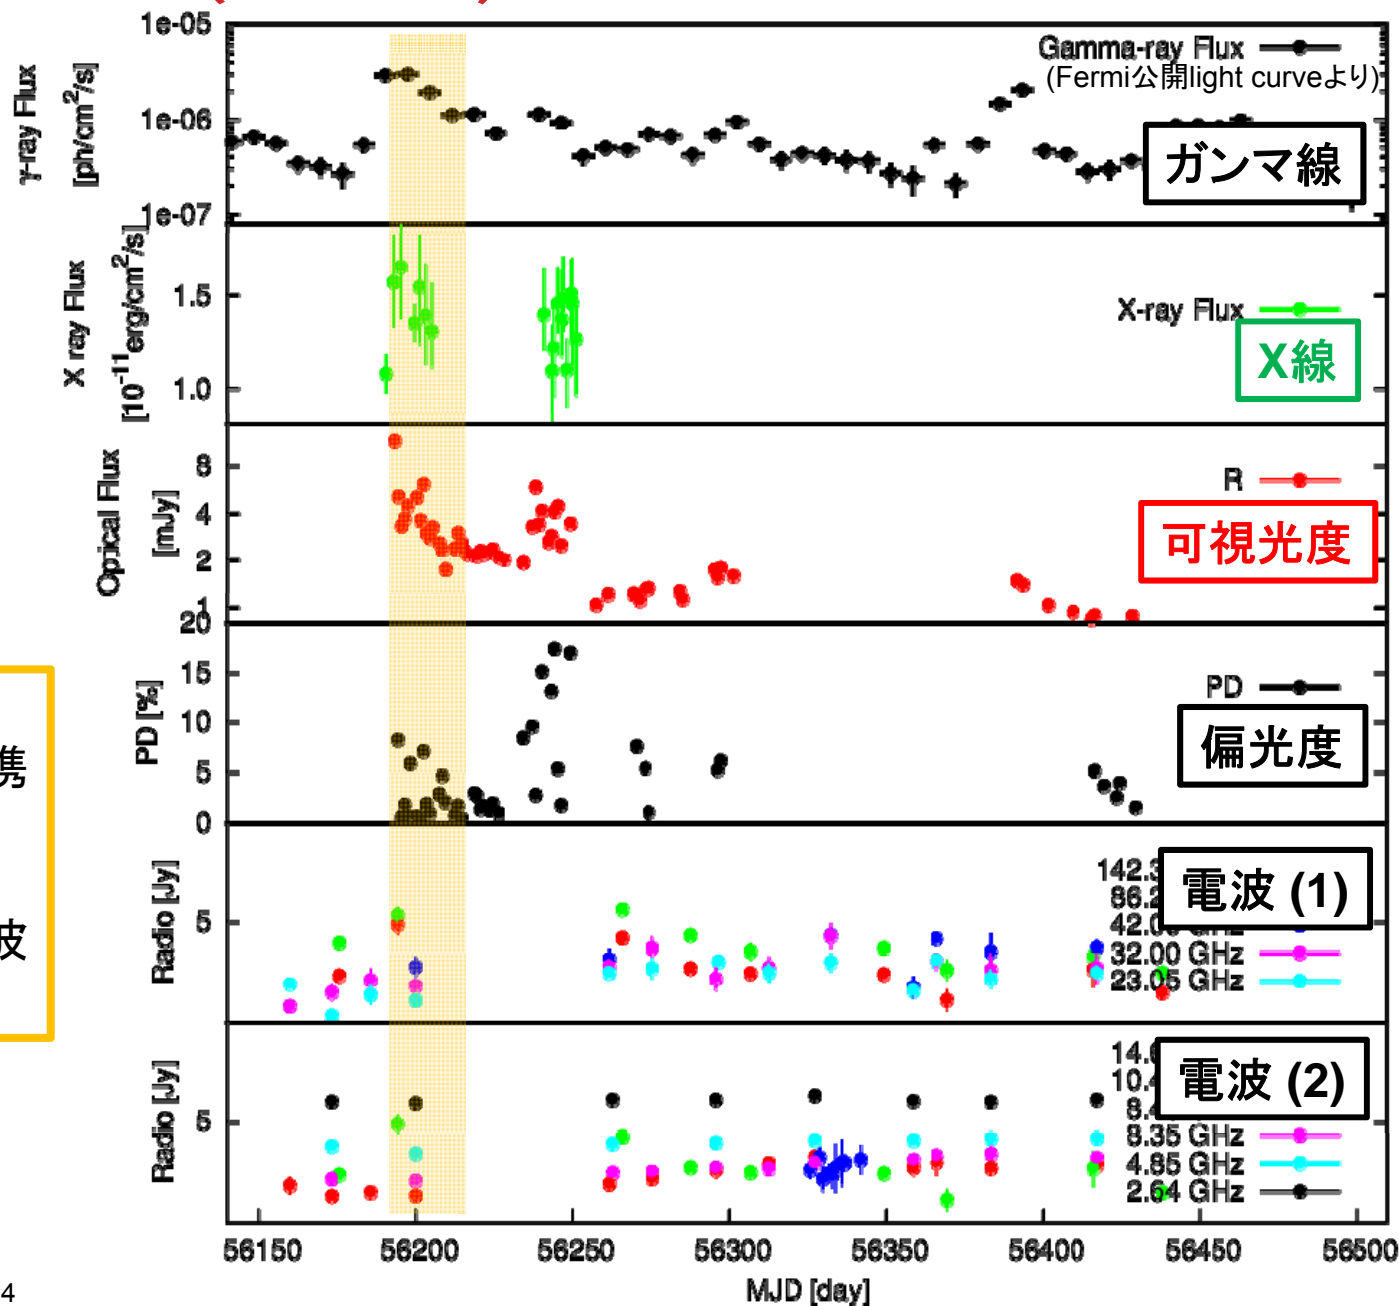 1e-05
1e-06
1e-07
γ-ray Flux
[ph/cm²/s]
Gamma-ray Flux
(Fermi公開light curveより)
ガンマ線
X ray Flux
[10⁻¹¹erg/cm²/s]
1.5
1.0
X-ray Flux
X線
Optical Flux
[mJy]
8
4
2
1
R
可視光度
PD [%]
20
15
10
5
0
PD
偏光度
携
波
Radio [Jy]
5
電波 (1)
32.00 GHz
23.05 GHz
Radio [Jy]
5
電波 (2)
8.35 GHz
4.85 GHz
2.64 GHz
56150 56200 56250 56300 56350 56400 56450 56500
MJD [day]
4